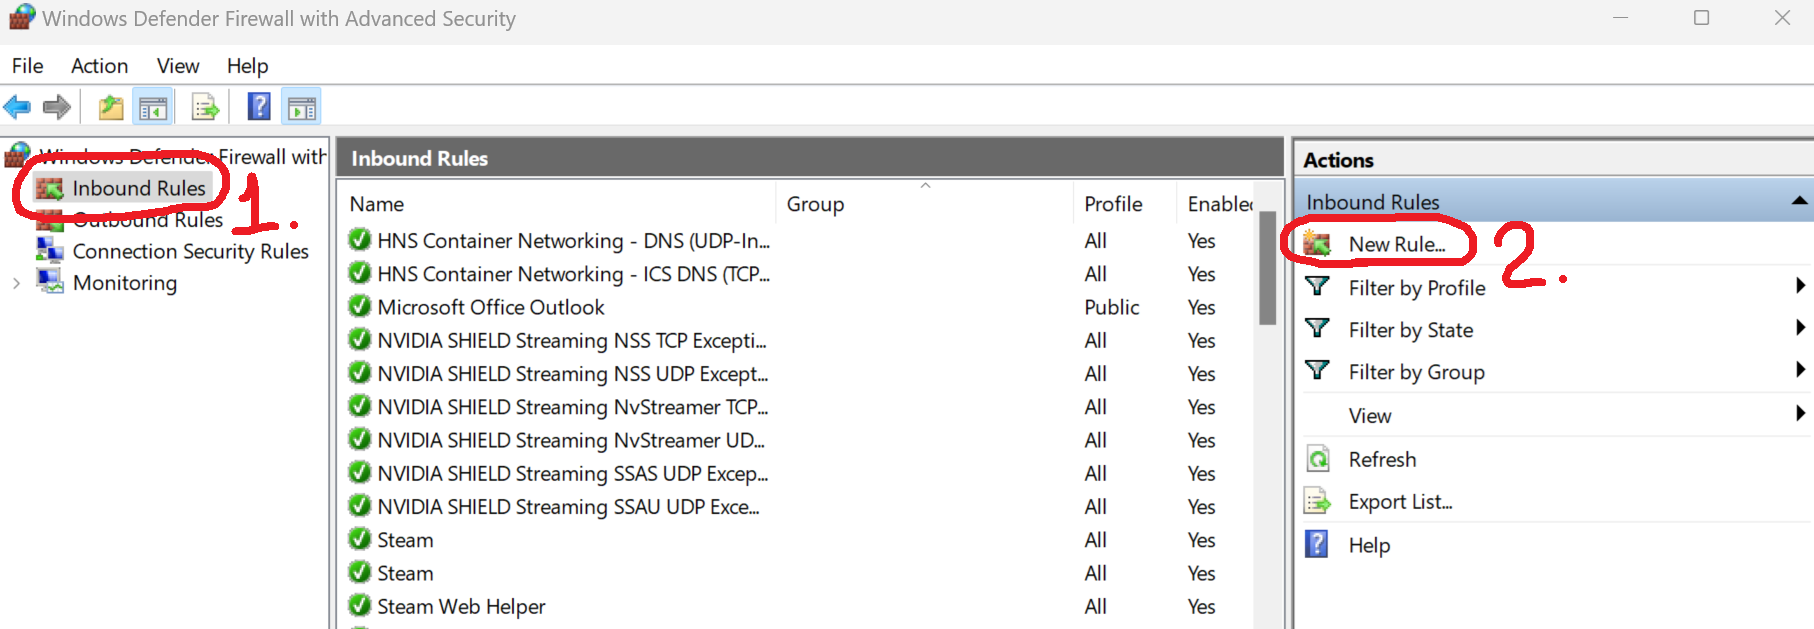 Windows Defender Firewall with Advanced Security
File Action View Help
Windows Defender Firewall with
Inbound Rules
Outbound Rules
Connection Security Rules
Monitoring
1.
Inbound Rules
Name Group Profile Enabled
HNS Container Networking - DNS (UDP-In... All Yes
HNS Container Networking - ICS DNS (TCP... All Yes
Microsoft Office Outlook Public Yes
NVIDIA SHIELD Streaming NSS TCP Excepti... All Yes
NVIDIA SHIELD Streaming NSS UDP Except... All Yes
NVIDIA SHIELD Streaming NvStreamer TCP... All Yes
NVIDIA SHIELD Streaming NvStreamer UD... All Yes
NVIDIA SHIELD Streaming SSAS UDP Excep... All Yes
NVIDIA SHIELD Streaming SSAU UDP Exce... All Yes
Steam All Yes
Steam All Yes
Steam Web Helper All Yes
Actions
Inbound Rules
New Rule...
2.
Filter by Profile
Filter by State
Filter by Group
View
Refresh
Export List...
Help